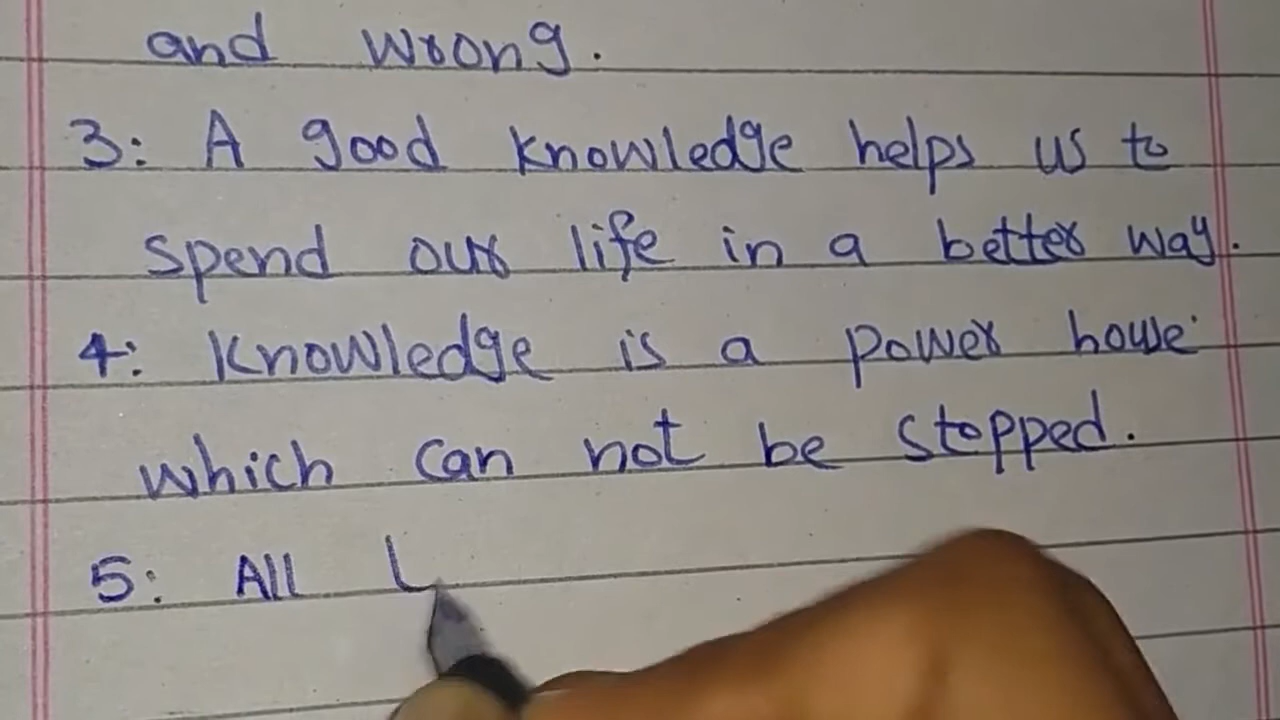 and wrong.
3: A good knowledge helps us to
spend our life in a better way.
4: Knowledge is a power house
which can not be stopped.
5: All